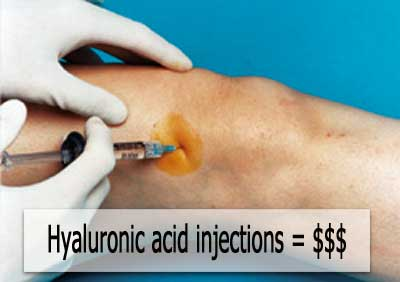 Hyaluronic acid injections = $$$